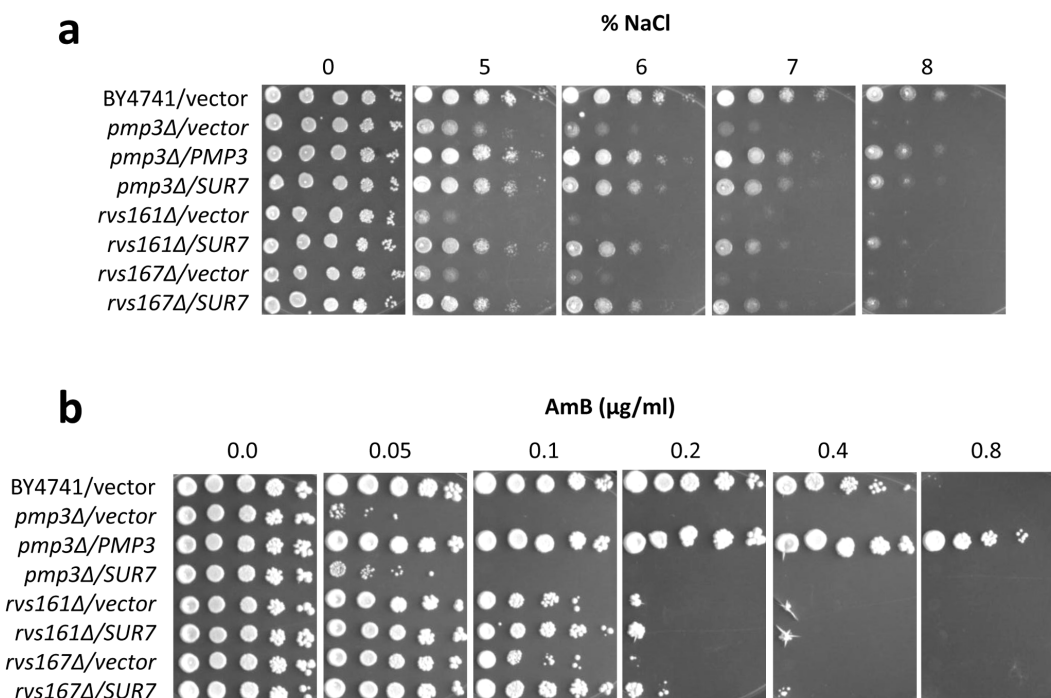 a
% NaCl
0 5 6 7 8
BY4741/vector
pmp3Δ/vector
pmp3Δ/PMP3
pmp3Δ/SUR7
rvs161Δ/vector
rvs161Δ/SUR7
rvs167Δ/vector
rvs167Δ/SUR7
b
AmB (µg/ml)
0.0 0.05 0.1 0.2 0.4 0.8
BY4741/vector
pmp3Δ/vector
pmp3Δ/PMP3
pmp3Δ/SUR7
rvs161Δ/vector
rvs161Δ/SUR7
rvs167Δ/vector
rvs167Δ/SUR7